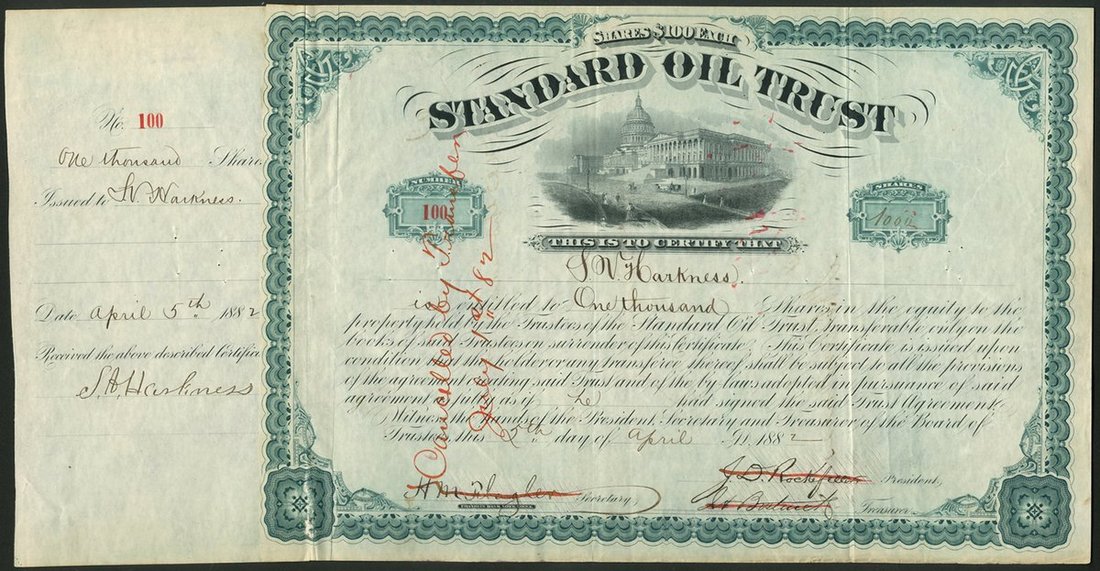 No. 100
One thousand Share
Issued to S.V. Harkness.
Date April 5th 1882
Received the above described Certific
S.V. Harkness
SHARES $100 EACH
STANDARD OIL TRUST
NUMBER
100
SHARES
1000
THIS IS TO CERTIFY THAT
S.V. Harkness.
is entitled to One thousand Shares in the equity to the
property held by the Trustees of the Standard Oil Trust, transferable only on the
books of said Trustees on surrender of this Certificate. This Certificate is issued upon
condition that the holder or any transferee thereof shall be subject to all the provisions
of the agreement creating said Trust and of the by laws adopted in pursuance of said
agreement as fully as if he had signed the said Trust Agreement.
Witness the hands of the President, Secretary and Treasurer of the Board of
Trustees, this 5th day of April A.D. 1882
H M Flagler Secretary,
J.D. Rockefeller President,
Treasurer
Cancelled by
July 1st 82